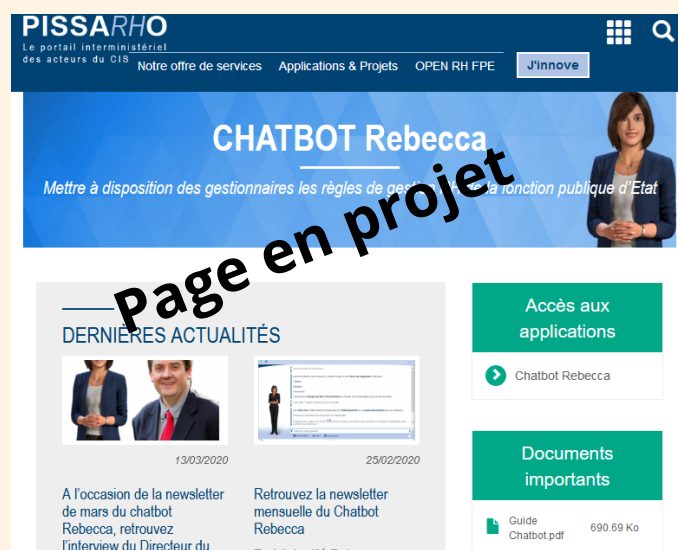 PISSARHO
Le portail interministériel
des acteurs du CIS
Notre offre de services
Applications & Projets
OPEN RH FPE
J'innove
CHATBOT Rebecca
Mettre à disposition des gestionnaires les règles de gestion RH de la fonction publique d'Etat
Page en projet
DERNIÈRES ACTUALITÉS
13/03/2020
A l'occasion de la newsletter
de mars du chatbot
Rebecca, retrouvez
l'interview du Directeur du
25/02/2020
Retrouvez la newsletter
mensuelle du Chatbot
Rebecca
Accès aux
applications
Chatbot Rebecca
Documents
importants
Guide
Chatbot.pdf
690.69 Ko